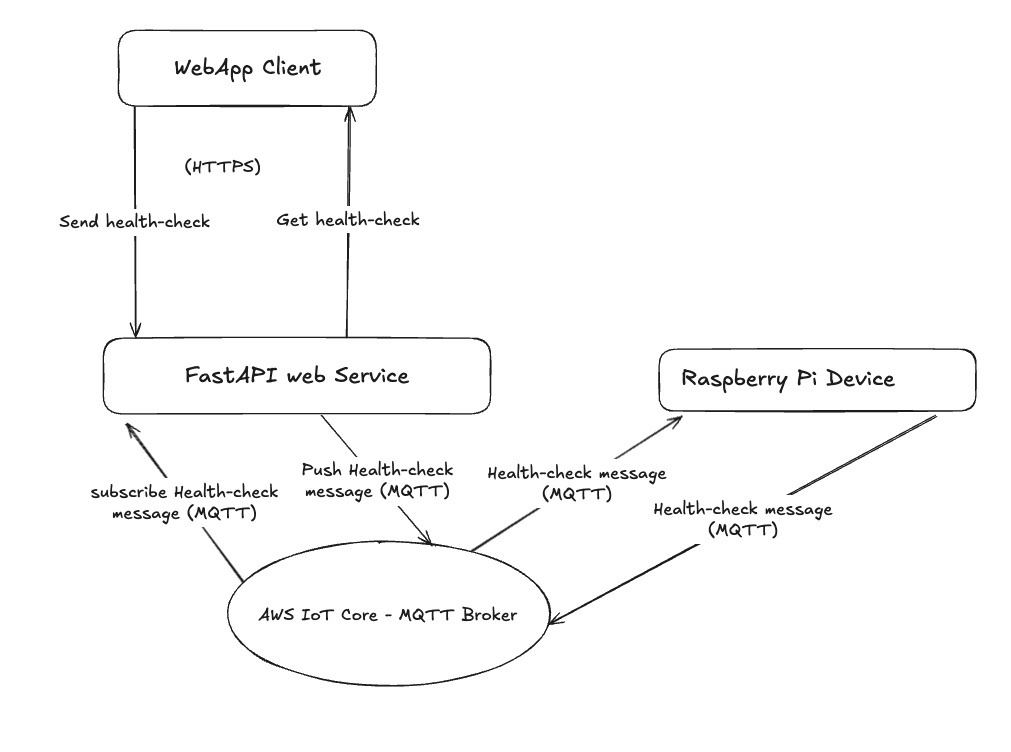 WebApp Client
(HTTPS)
Send health-check
Get health-check
FastAPI web Service
Raspberry Pi Device
Push Health-check
message (MQTT)
Health-check message
(MQTT)
subscribe Health-check
message (MQTT)
Health-check message
(MQTT)
AWS IoT Core - MQTT Broker